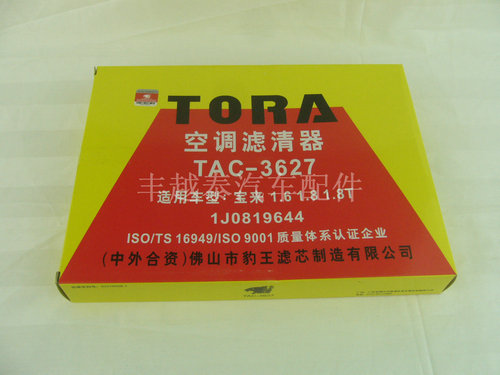 TORA
空调滤清器
TAC-3627
丰越泰汽车配件
适用车型：宝来 1.6 1.8 1.8T
1J0819644
ISO/TS 16949/ISO 9001 质量体系认证企业
(中外合资)佛山市豹王滤芯制造有限公司
TAC-3627